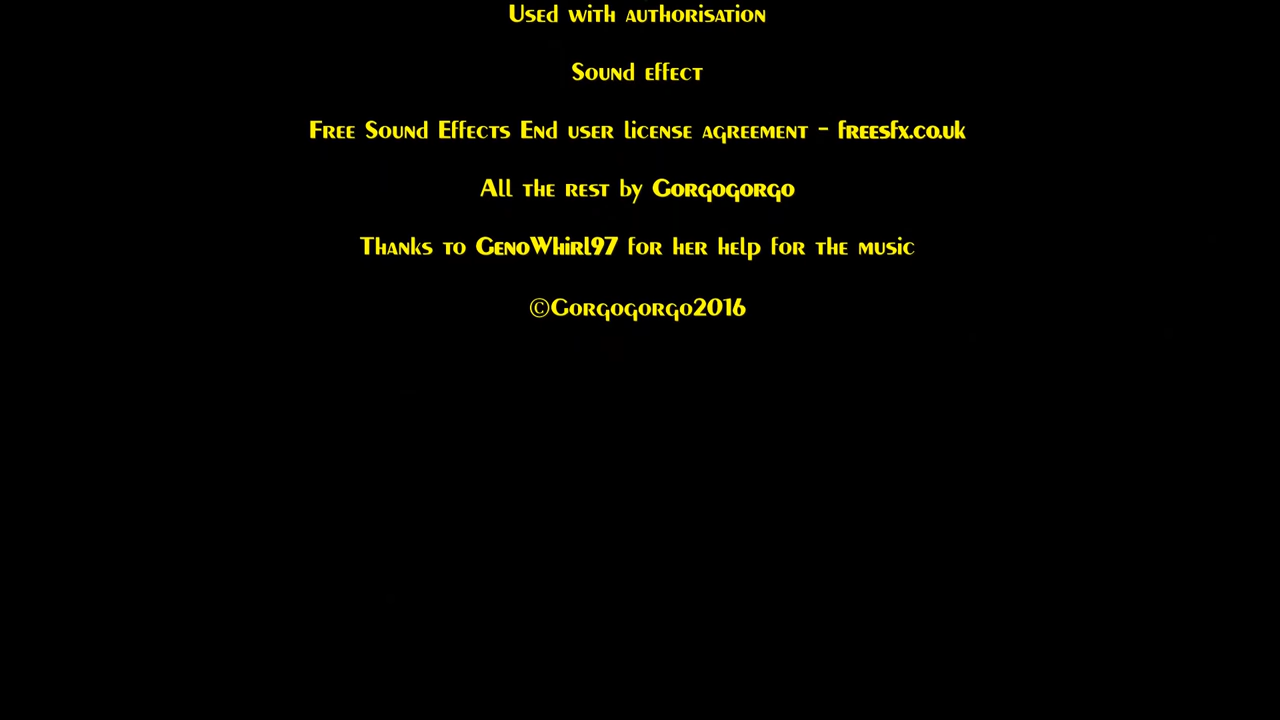 Used with authorisation
Sound effect
Free Sound Effects End user license agreement - freesfx.co.uk
All the rest by Gorgogorgo
Thanks to GenoWhirl97 for her help for the music
©Gorgogorgo2016